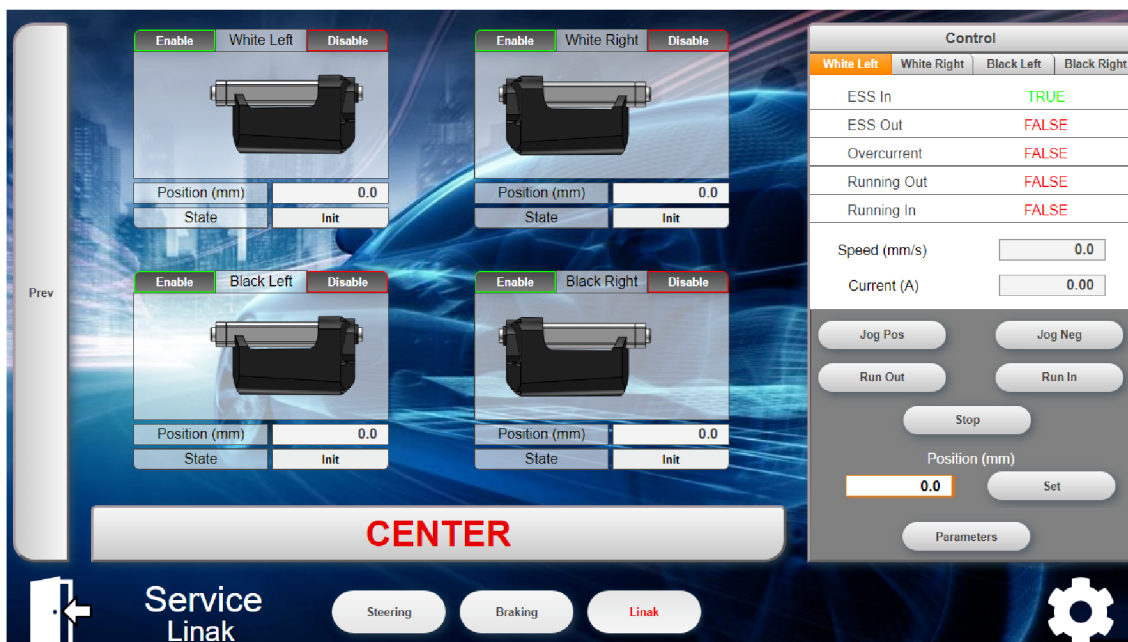 Prev
Enable White Left Disable
Position (mm) 0.0
State Init
Enable White Right Disable
Position (mm) 0.0
State Init
Enable Black Left Disable
Position (mm) 0.0
State Init
Enable Black Right Disable
Position (mm) 0.0
State Init
CENTER
Control
White Left White Right Black Left Black Right
ESS In TRUE
ESS Out FALSE
Overcurrent FALSE
Running Out FALSE
Running In FALSE
Speed (mm/s) 0.0
Current (A) 0.00
Jog Pos Jog Neg
Run Out Run In
Stop
Position (mm)
0.0 Set
Parameters
Service
Linak
Steering Braking Linak